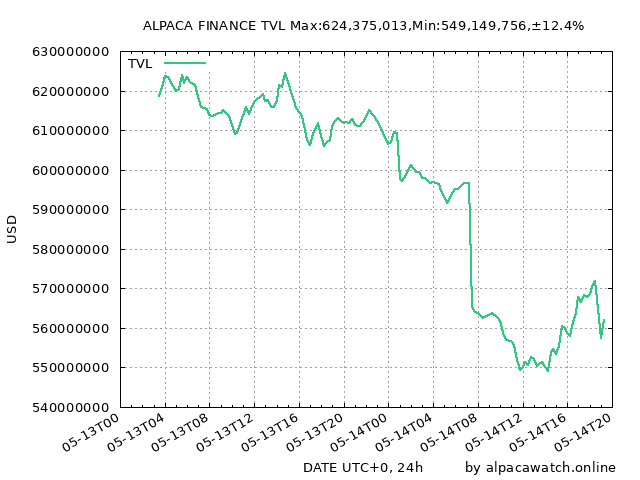 ALPACA FINANCE TVL Max:624,375,013,Min:549,149,756,±12.4%
TVL
630000000
620000000
610000000
600000000
590000000
580000000
570000000
560000000
550000000
540000000
USD
05-13T00
05-13T04
05-13T08
05-13T12
05-13T16
05-13T20
05-14T00
05-14T04
05-14T08
05-14T12
05-14T16
05-14T20
DATE UTC+0, 24h
by alpacawatch.online